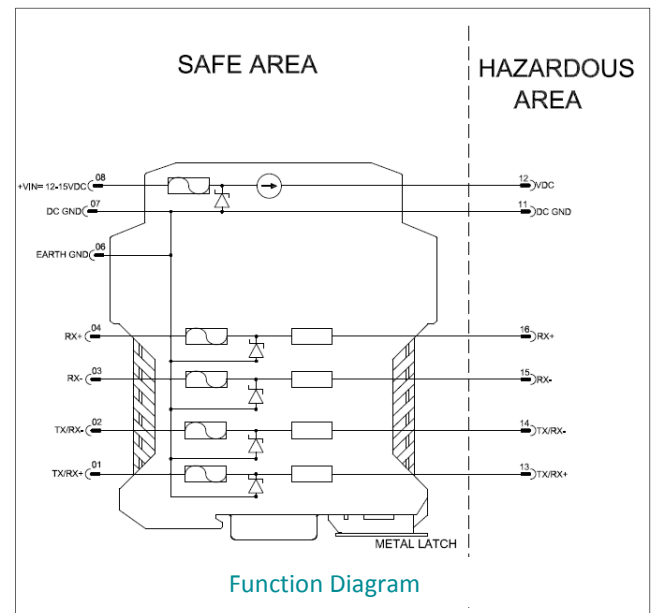 SAFE AREA
HAZARDOUS
AREA
+VIN= 12-15VDC 08
12 VDC
DC GND 07
11 DC GND
EARTH GND 06
RX+ 04
16 RX+
RX- 03
15 RX-
TX/RX- 02
14 TX/RX-
TX/RX+ 01
13 TX/RX+
METAL LATCH
Function Diagram